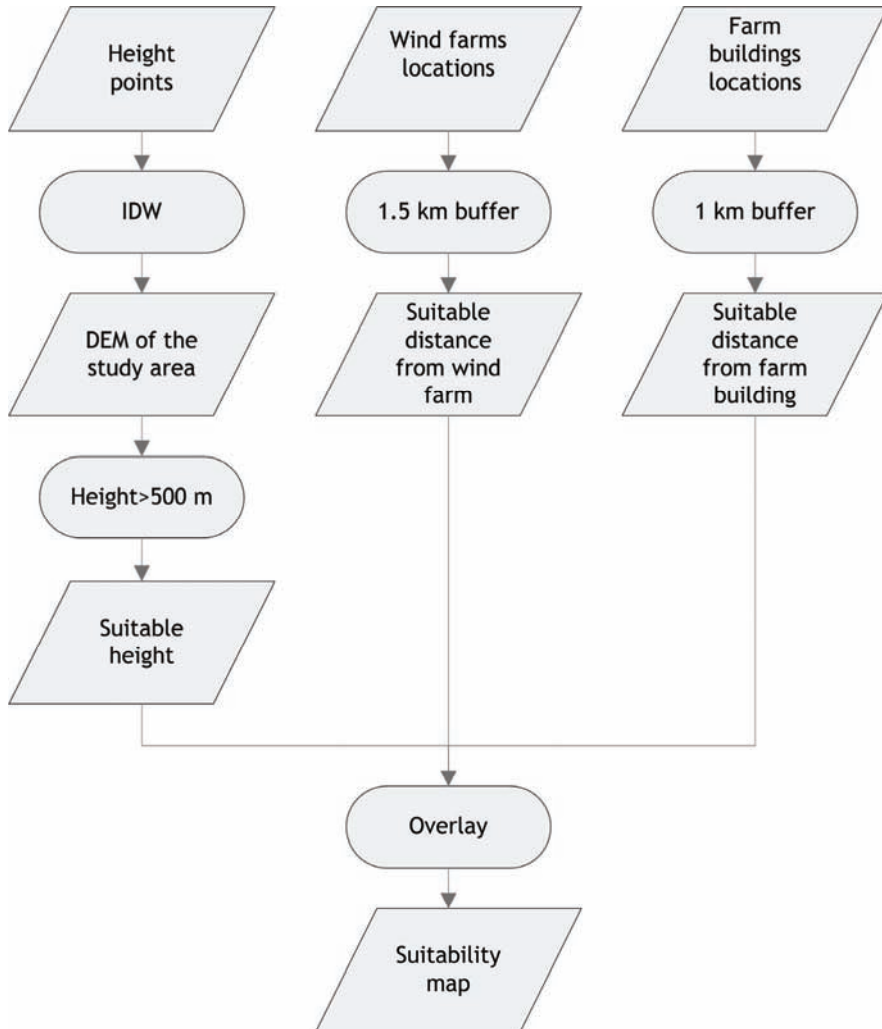 Height
points
Wind farms
locations
Farm
buildings
locations
IDW
1.5 km buffer
1 km buffer
DEM of the
study area
Suitable
distance
from wind
farm
Suitable
distance
from farm
building
Height>500 m
Suitable
height
Overlay
Suitability
map